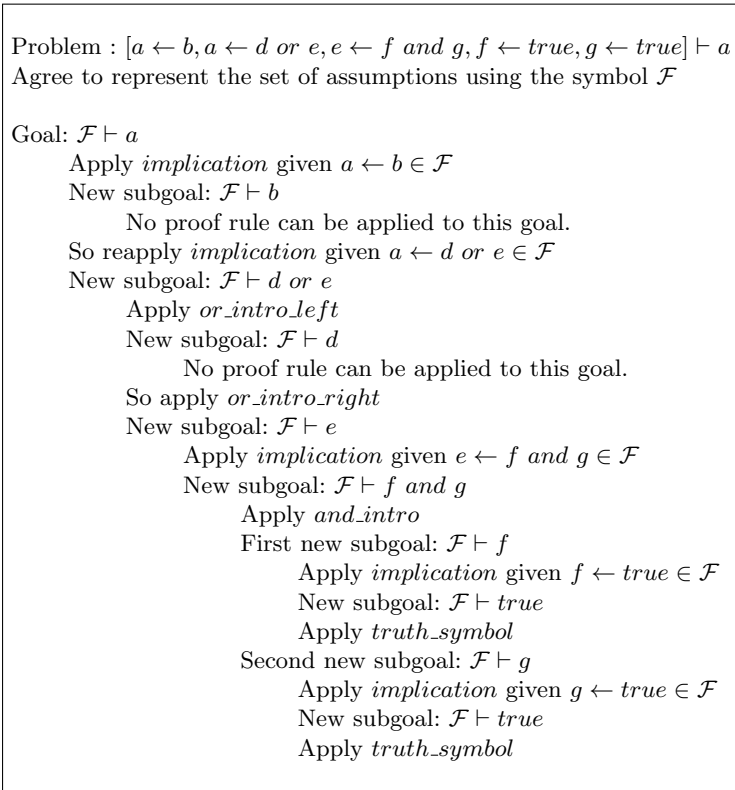 Problem : [a ← b, a ← d or e, e ← f and g, f ← true, g ← true] ⊢ a
Agree to represent the set of assumptions using the symbol ℱ
Goal: ℱ ⊢ a
Apply implication given a ← b ∈ ℱ
New subgoal: ℱ ⊢ b
No proof rule can be applied to this goal.
So reapply implication given a ← d or e ∈ ℱ
New subgoal: ℱ ⊢ d or e
Apply or_intro_left
New subgoal: ℱ ⊢ d
No proof rule can be applied to this goal.
So apply or_intro_right
New subgoal: ℱ ⊢ e
Apply implication given e ← f and g ∈ ℱ
New subgoal: ℱ ⊢ f and g
Apply and_intro
First new subgoal: ℱ ⊢ f
Apply implication given f ← true ∈ ℱ
New subgoal: ℱ ⊢ true
Apply truth_symbol
Second new subgoal: ℱ ⊢ g
Apply implication given g ← true ∈ ℱ
New subgoal: ℱ ⊢ true
Apply truth_symbol